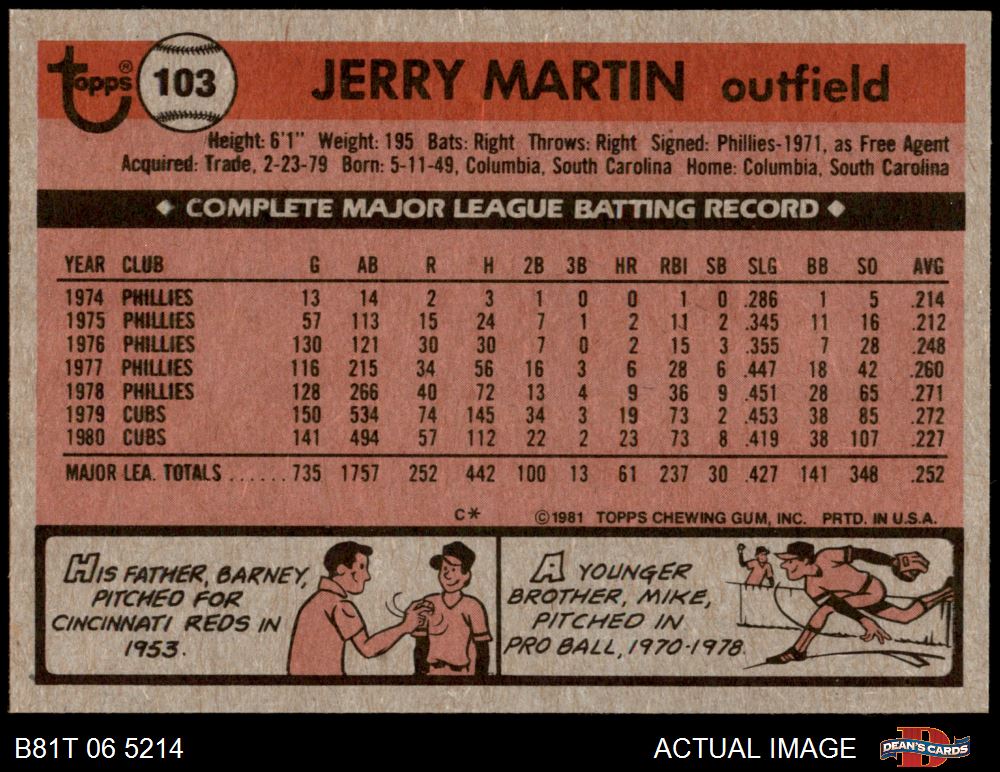 topps® 103 JERRY MARTIN outfield
Height: 6'1" Weight: 195 Bats: Right Throws: Right Signed: Phillies-1971, as Free Agent
Acquired: Trade, 2-23-79 Born: 5-11-49, Columbia, South Carolina Home: Columbia, South Carolina
◆ COMPLETE MAJOR LEAGUE BATTING RECORD ◆
YEAR CLUB G AB R H 2B 3B HR RBI SB SLG BB SO AVG
1974 PHILLIES 13 14 2 3 1 0 0 1 0 .286 1 5 .214
1975 PHILLIES 57 113 15 24 7 1 2 11 2 .345 11 16 .212
1976 PHILLIES 130 121 30 30 7 0 2 15 3 .355 7 28 .248
1977 PHILLIES 116 215 34 56 16 3 6 28 6 .447 18 42 .260
1978 PHILLIES 128 266 40 72 13 4 9 36 9 .451 28 65 .271
1979 CUBS 150 534 74 145 34 3 19 73 2 .453 38 85 .272
1980 CUBS 141 494 57 112 22 2 23 73 8 .419 38 107 .227
MAJOR LEA. TOTALS ...... 735 1757 252 442 100 13 61 237 30 .427 141 348 .252
C* ©1981 TOPPS CHEWING GUM, INC. PRTD. IN U.S.A.
HIS FATHER, BARNEY,
PITCHED FOR
CINCINNATI REDS IN
1953.
A YOUNGER
BROTHER, MIKE,
PITCHED IN
PRO BALL, 1970-1978.
B81T 06 5214 ACTUAL IMAGE D DEAN'S CARDS